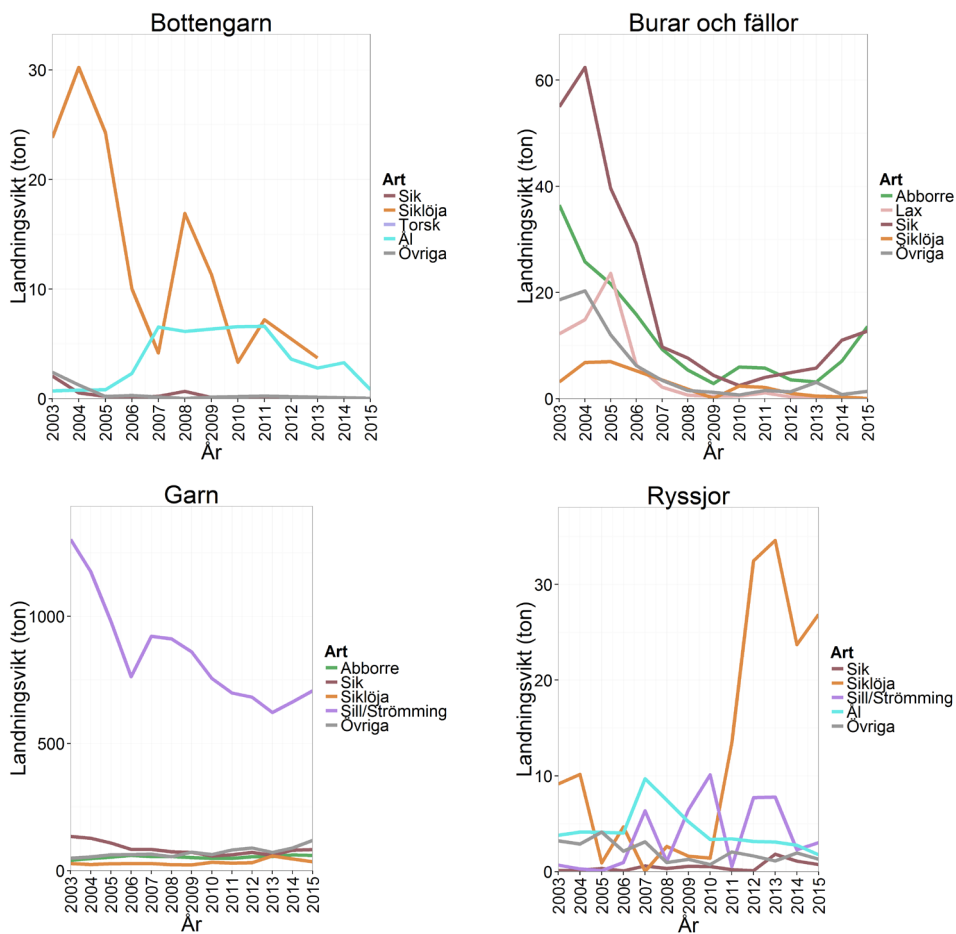 Bottengarn
Landningsvikt (ton)
30
20
10
0
2003 2004 2005 2006 2007 2008 2009 2010 2011 2012 2013 2014 2015
År
Art
Sik
Siklöja
Torsk
Ål
Övriga
Burar och fällor
Landningsvikt (ton)
60
40
20
0
2003 2004 2005 2006 2007 2008 2009 2010 2011 2012 2013 2014 2015
År
Art
Abborre
Lax
Sik
Siklöja
Övriga
Garn
Landningsvikt (ton)
1000
500
0
2003 2004 2005 2006 2007 2008 2009 2010 2011 2012 2013 2014 2015
År
Art
Abborre
Sik
Siklöja
Sill/Strömming
Övriga
Ryssjor
Landningsvikt (ton)
30
20
10
0
2003 2004 2005 2006 2007 2008 2009 2010 2011 2012 2013 2014 2015
År
Art
Sik
Siklöja
Sill/Strömming
Ål
Övriga